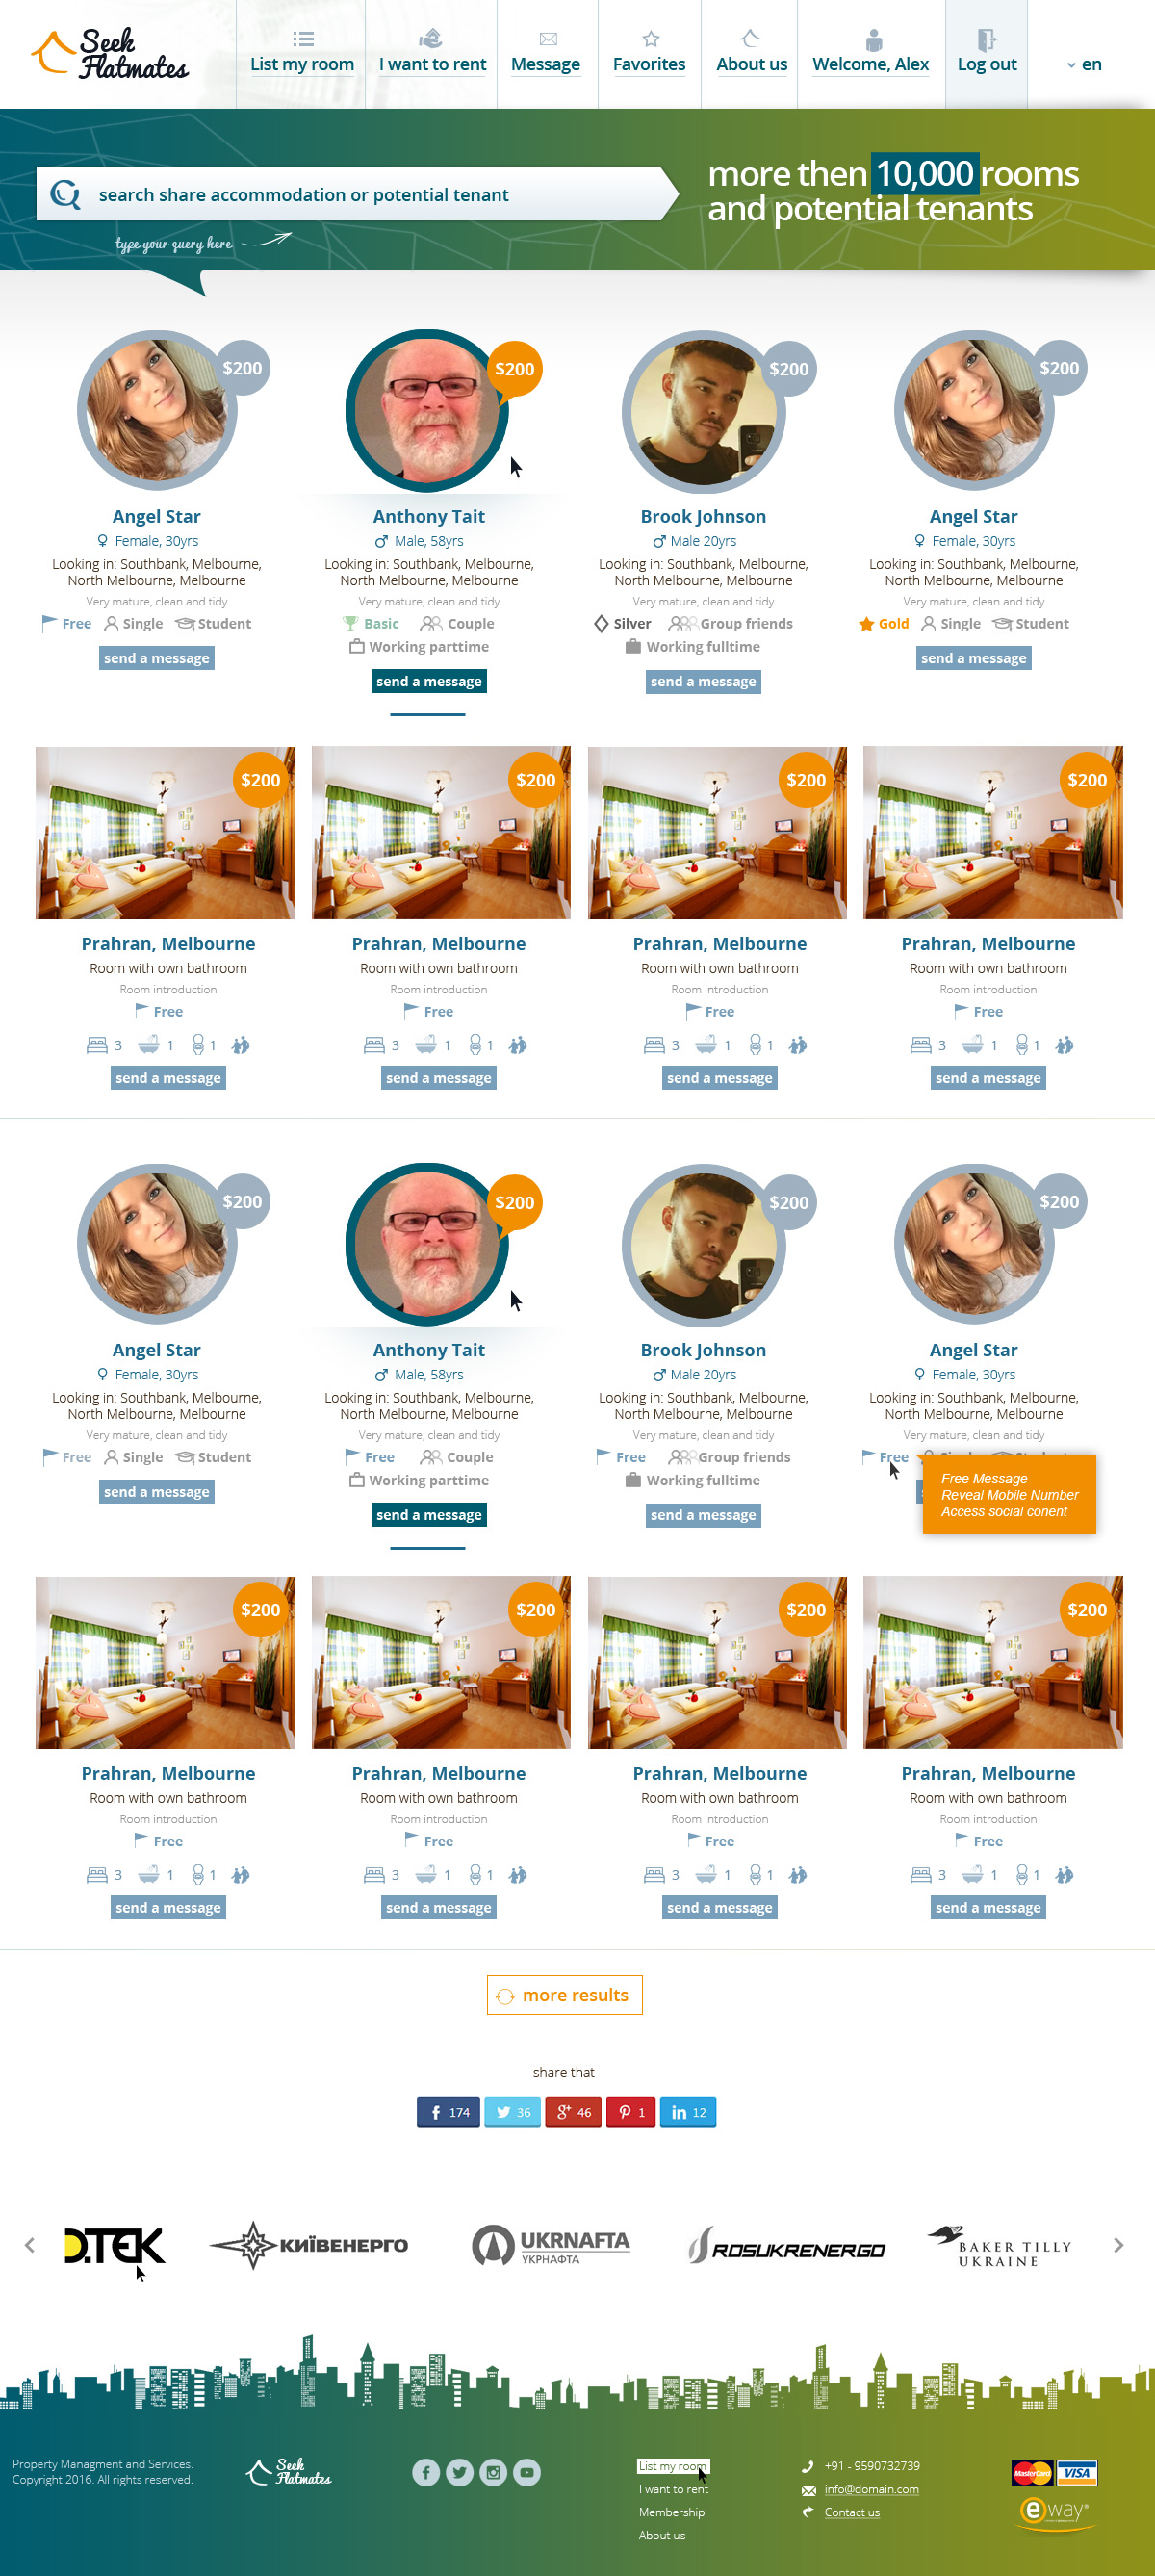 Seek
Flatmates
List my room
I want to rent
Message
Favorites
About us
Welcome, Alex
Log out
en
search share accommodation or potential tenant
type your query here
more then 10,000 rooms
and potential tenants
$200
$200
$200
$200
Angel Star
Female, 30yrs
Looking in: Southbank, Melbourne,
North Melbourne, Melbourne
Very mature, clean and tidy
Free Single Student
send a message
Anthony Tait
Male, 58yrs
Looking in: Southbank, Melbourne,
North Melbourne, Melbourne
Very mature, clean and tidy
Basic Couple
Working parttime
send a message
Brook Johnson
Male 20yrs
Looking in: Southbank, Melbourne,
North Melbourne, Melbourne
Very mature, clean and tidy
Silver Group friends
Working fulltime
send a message
Angel Star
Female, 30yrs
Looking in: Southbank, Melbourne,
North Melbourne, Melbourne
Very mature, clean and tidy
Gold Single Student
send a message
$200
Prahran, Melbourne
Room with own bathroom
Room introduction
Free
3 1 1
send a message
$200
Prahran, Melbourne
Room with own bathroom
Room introduction
Free
3 1 1
send a message
$200
Prahran, Melbourne
Room with own bathroom
Room introduction
Free
3 1 1
send a message
$200
Prahran, Melbourne
Room with own bathroom
Room introduction
Free
3 1 1
send a message
$200
$200
$200
$200
Angel Star
Female, 30yrs
Looking in: Southbank, Melbourne,
North Melbourne, Melbourne
Very mature, clean and tidy
Free Single Student
send a message
Anthony Tait
Male, 58yrs
Looking in: Southbank, Melbourne,
North Melbourne, Melbourne
Very mature, clean and tidy
Free Couple
Working parttime
send a message
Brook Johnson
Male 20yrs
Looking in: Southbank, Melbourne,
North Melbourne, Melbourne
Very mature, clean and tidy
Free Group friends
Working fulltime
send a message
Angel Star
Female, 30yrs
Looking in: Southbank, Melbourne,
North Melbourne, Melbourne
Very mature, clean and tidy
Free
Free Message
Reveal Mobile Number
Access social conent
$200
Prahran, Melbourne
Room with own bathroom
Room introduction
Free
3 1 1
send a message
$200
Prahran, Melbourne
Room with own bathroom
Room introduction
Free
3 1 1
send a message
$200
Prahran, Melbourne
Room with own bathroom
Room introduction
Free
3 1 1
send a message
$200
Prahran, Melbourne
Room with own bathroom
Room introduction
Free
3 1 1
send a message
more results
share that
174
36
46
1
12
D.TEK
КИЇВЕНЕРГО
UKRNAFTA
УКРНАФТА
ROSUKRENERGO
BAKER TILLY
UKRAINE
Property Managment and Services.
Copyright 2016. All rights reserved.
Seek
Flatmates
List my room
I want to rent
Membership
About us
+91 - 9590732739
info@domain.com
Contact us
MasterCard
VISA
eway